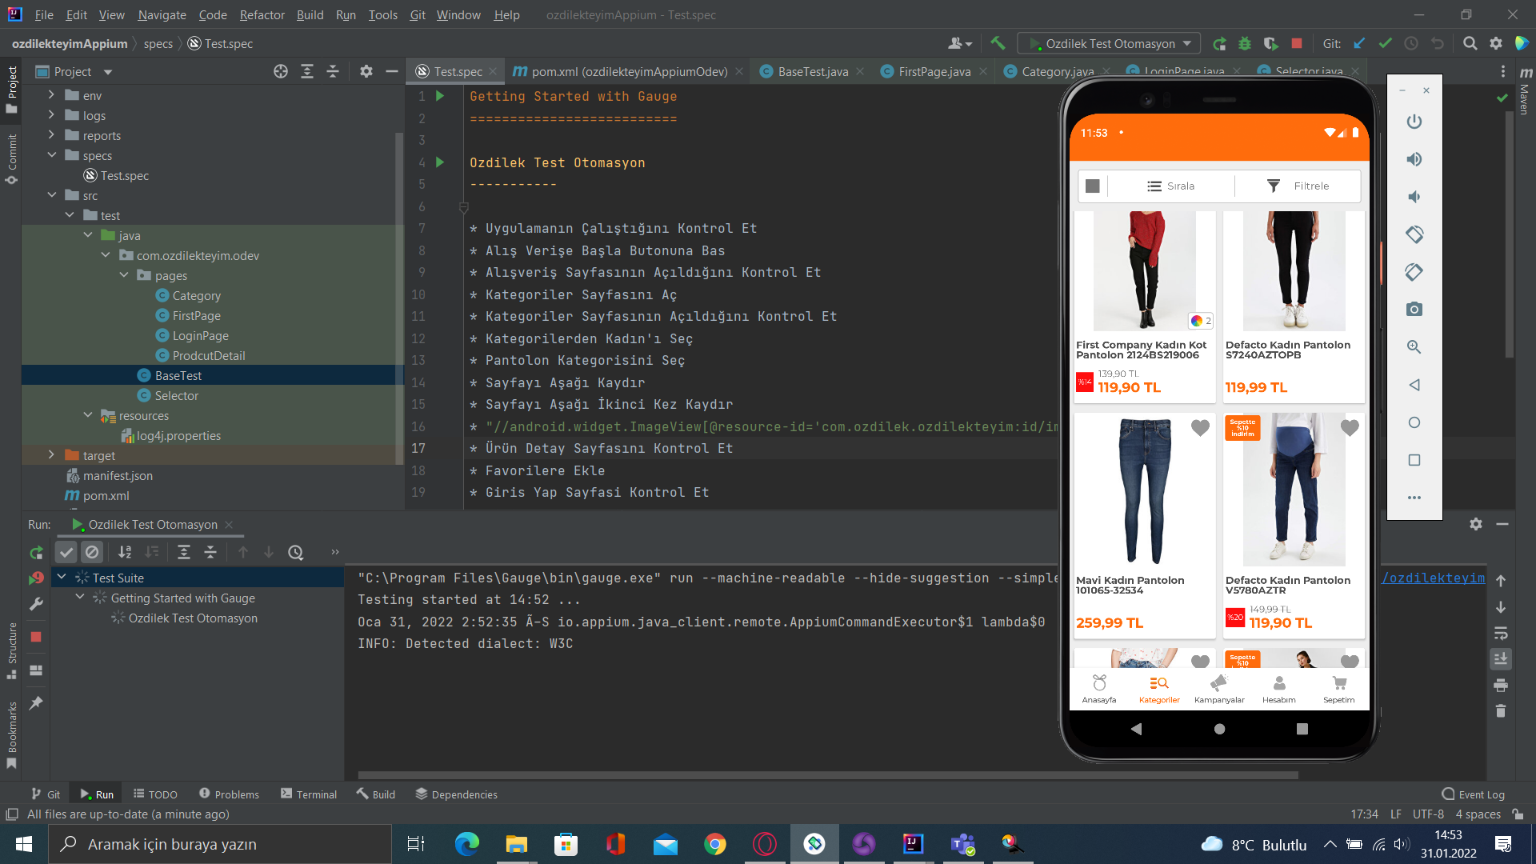 File Edit View Navigate Code Refactor Build Run Tools Git Window Help ozdilekteyimAppium - Test.spec
ozdilekteyimAppium specs Test.spec
Ozdilek Test Otomasyon
Git:
Project
Test.spec
pom.xml (ozdilekteyimAppiumOdev)
BaseTest.java
FirstPage.java
Category.java
LoginPage.java
Selector.java
Project
Commit
Structure
Bookmarks
Maven
env
logs
reports
specs
Test.spec
src
test
java
com.ozdilekteyim.odev
pages
Category
FirstPage
LoginPage
ProdcutDetail
BaseTest
Selector
resources
log4j.properties
target
manifest.json
pom.xml
1 Getting Started with Gauge
2 ==========================
3
4 Ozdilek Test Otomasyon
5 -----------
6
7 * Uygulamanın Çalıştığını Kontrol Et
8 * Alış Verişe Başla Butonuna Bas
9 * Alışveriş Sayfasının Açıldığını Kontrol Et
10 * Kategoriler Sayfasını Aç
11 * Kategoriler Sayfasının Açıldığını Kontrol Et
12 * Kategorilerden Kadın'ı Seç
13 * Pantolon Kategorisini Seç
14 * Sayfayı Aşağı Kaydır
15 * Sayfayı Aşağı İkinci Kez Kaydır
16 * "//android.widget.ImageView[@resource-id='com.ozdilek.ozdilekteyim:id/im
17 * Ürün Detay Sayfasını Kontrol Et
18 * Favorilere Ekle
19 * Giris Yap Sayfasi Kontrol Et
11:53
Sırala
Filtrele
2
First Company Kadın Kot
Pantolon 2124BS219006
139,90 TL
%14
119,90 TL
Defacto Kadın Pantolon
S7240AZTOPB
119,99 TL
Mavi Kadın Pantolon
101065-32534
259,99 TL
Sepette
%10
İndirim
Defacto Kadın Pantolon
V5780AZTR
149,99 TL
%20
119,90 TL
Sepette
%10
Anasayfa Kategoriler Kampanyalar Hesabım Sepetim
Run: Ozdilek Test Otomasyon
Test Suite
Getting Started with Gauge
Ozdilek Test Otomasyon
"C:\Program Files\Gauge\bin\gauge.exe" run --machine-readable --hide-suggestion --simple
/ozdilekteyim
Testing started at 14:52 ...
Oca 31, 2022 2:52:35 Ã-S io.appium.java_client.remote.AppiumCommandExecutor$1 lambda$0
INFO: Detected dialect: W3C
Git Run TODO Problems Terminal Build Dependencies Event Log
All files are up-to-date (a minute ago)
17:34 LF UTF-8 4 spaces
Aramak için buraya yazın
8°C Bulutlu
14:53
31.01.2022